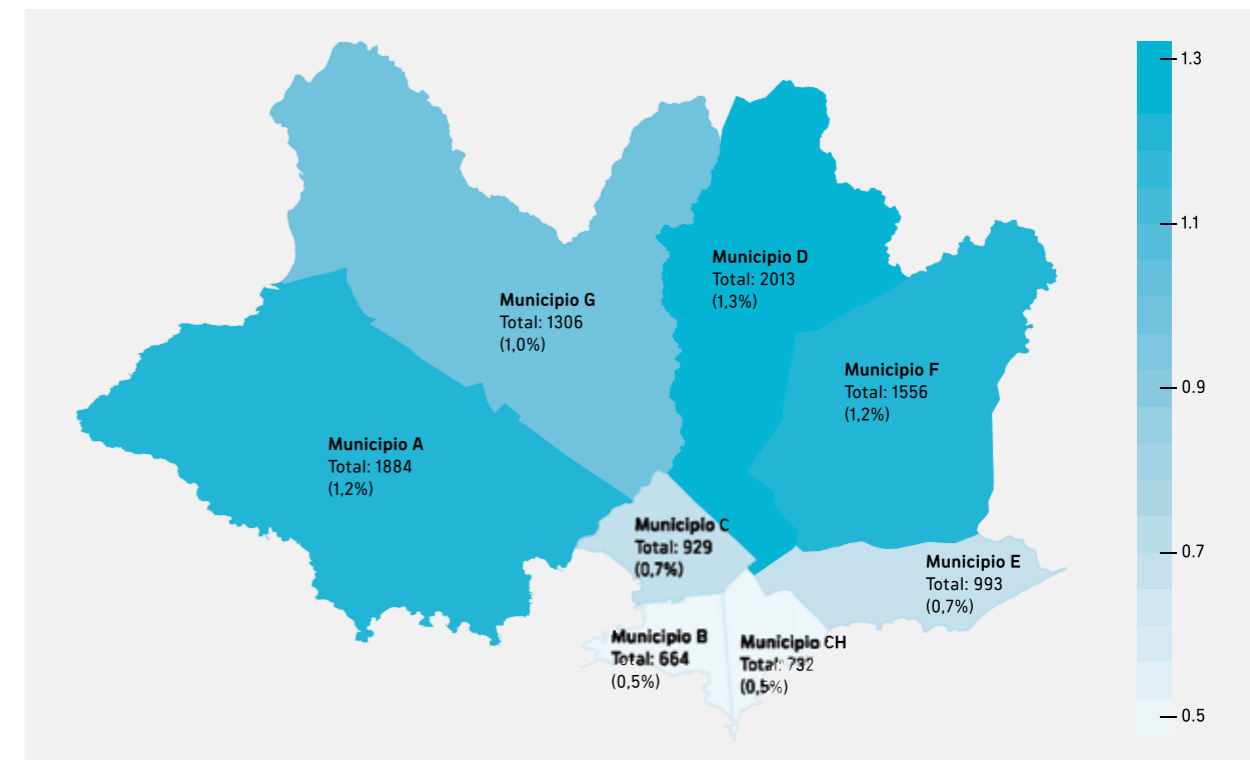 1.3
1.1
Municipio D
Total: 2013
(1,3%)
Municipio G
Total: 1306
(1,0%)
Municipio F
Total: 1556
(1,2%)
0.9
Municipio A
Total: 1884
(1,2%)
Municipio C
Total: 929
(0,7%)
0.7
Municipio E
Total: 993
(0,7%)
Municipio B
Total: 664
(0,5%)
Municipio CH
Total: 732
(0,5%)
0.5